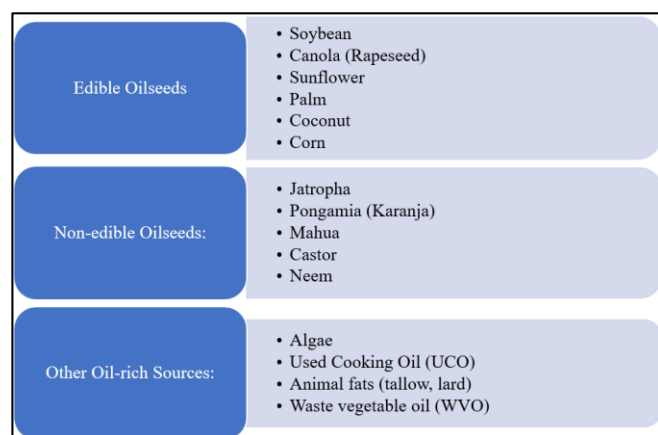 Edible Oilseeds
• Soybean
• Canola (Rapeseed)
• Sunflower
• Palm
• Coconut
• Corn
Non-edible Oilseeds:
• Jatropha
• Pongamia (Karanja)
• Mahua
• Castor
• Neem
Other Oil-rich Sources:
• Algae
• Used Cooking Oil (UCO)
• Animal fats (tallow, lard)
• Waste vegetable oil (WVO)